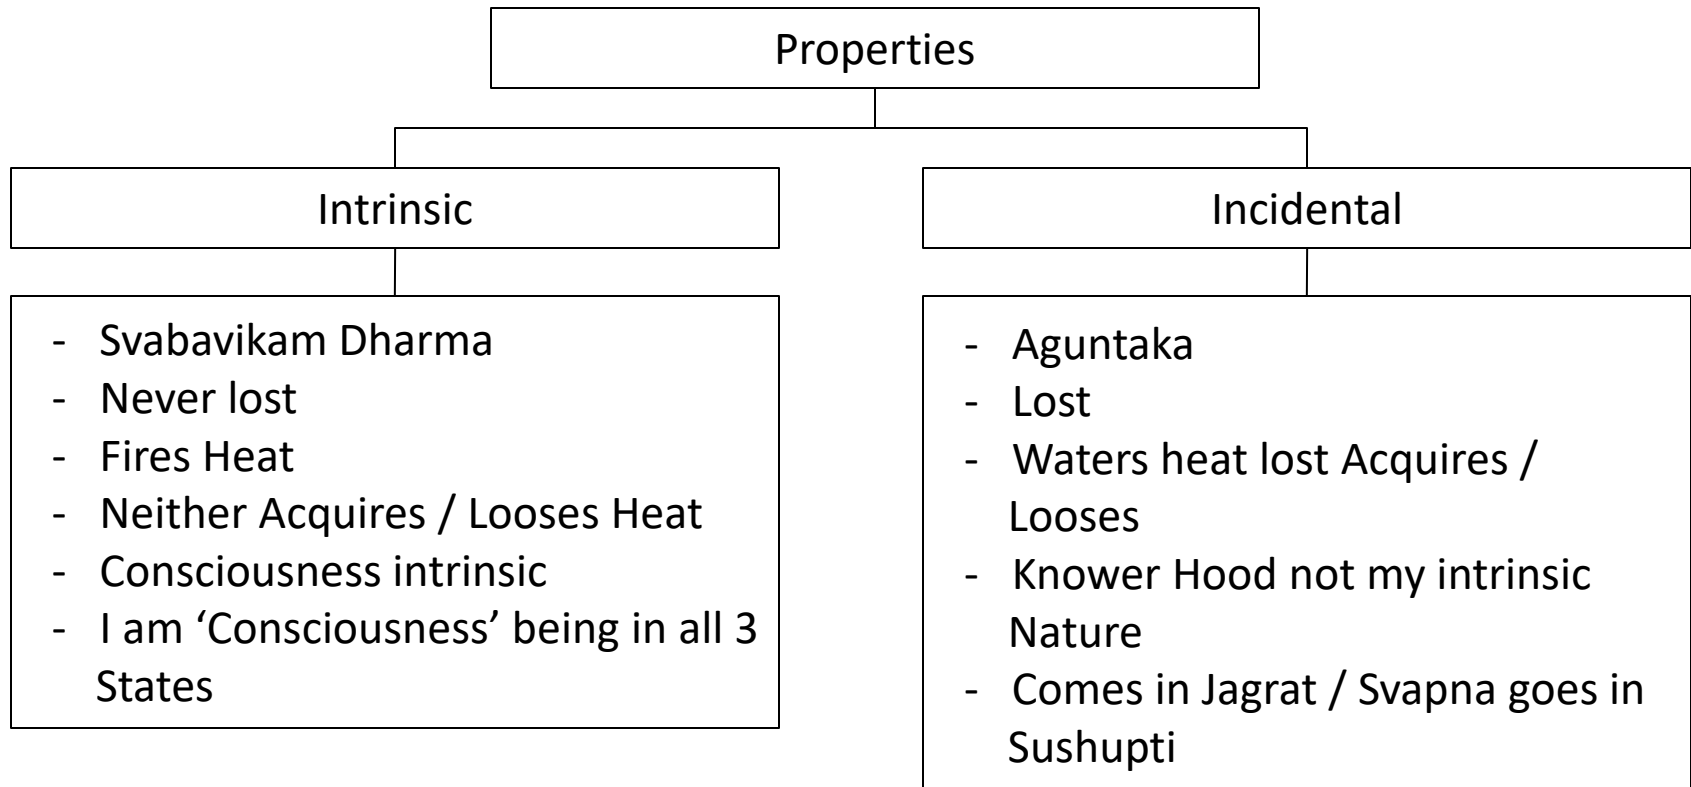 Properties
Intrinsic
Incidental
- Svabavikam Dharma
- Never lost
- Fires Heat
- Neither Acquires / Looses Heat
- Consciousness intrinsic
- I am ‘Consciousness’ being in all 3
States
- Aguntaka
- Lost
- Waters heat lost Acquires /
Looses
- Knower Hood not my intrinsic
Nature
- Comes in Jagrat / Svapna goes in
Sushupti